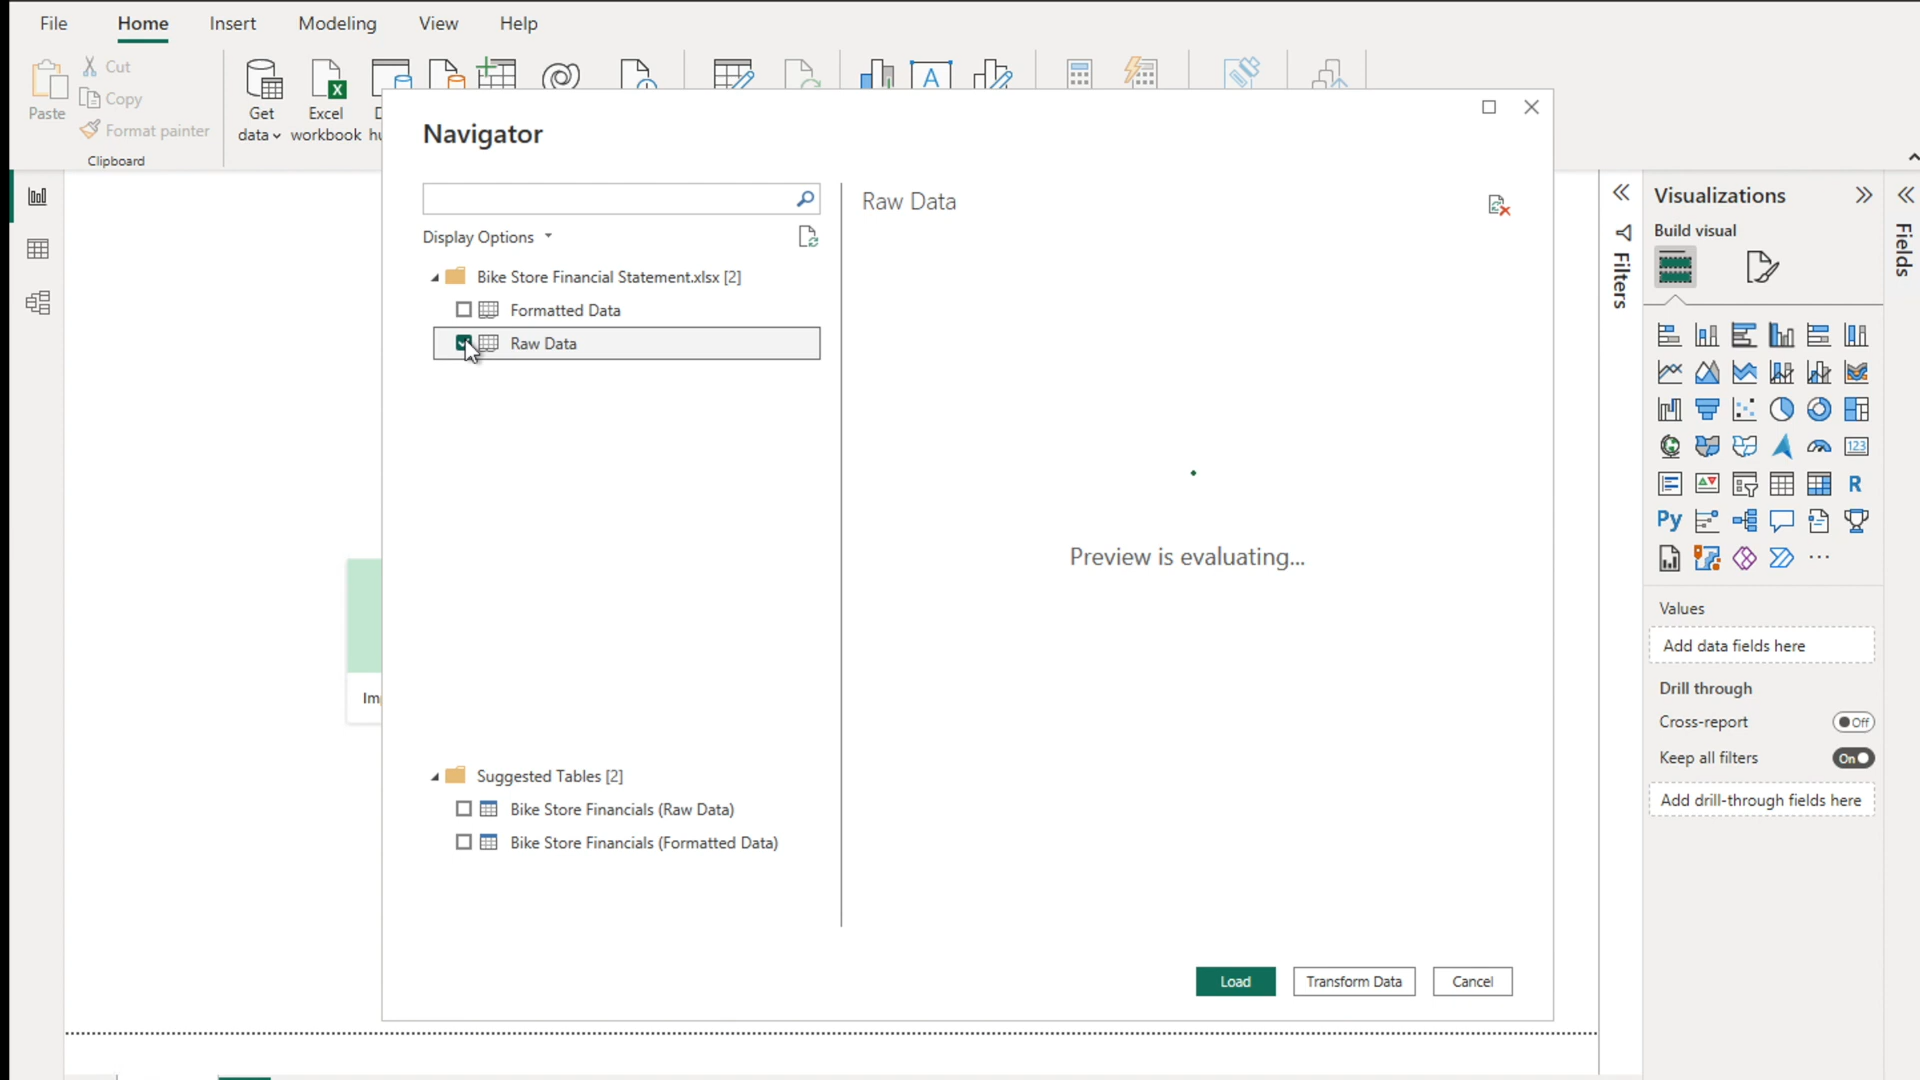 File Home Insert Modeling View Help
Paste
Cut
Copy
Format painter
Clipboard
Get
data
Excel
workbook
Navigator
Display Options
Bike Store Financial Statement.xlsx [2]
Formatted Data
Raw Data
Suggested Tables [2]
Bike Store Financials (Raw Data)
Bike Store Financials (Formatted Data)
Raw Data
Preview is evaluating...
Load Transform Data Cancel
Filters
Visualizations
Build visual
123
R
Py
Values
Add data fields here
Drill through
Cross-report Off
Keep all filters On
Add drill-through fields here
Fields